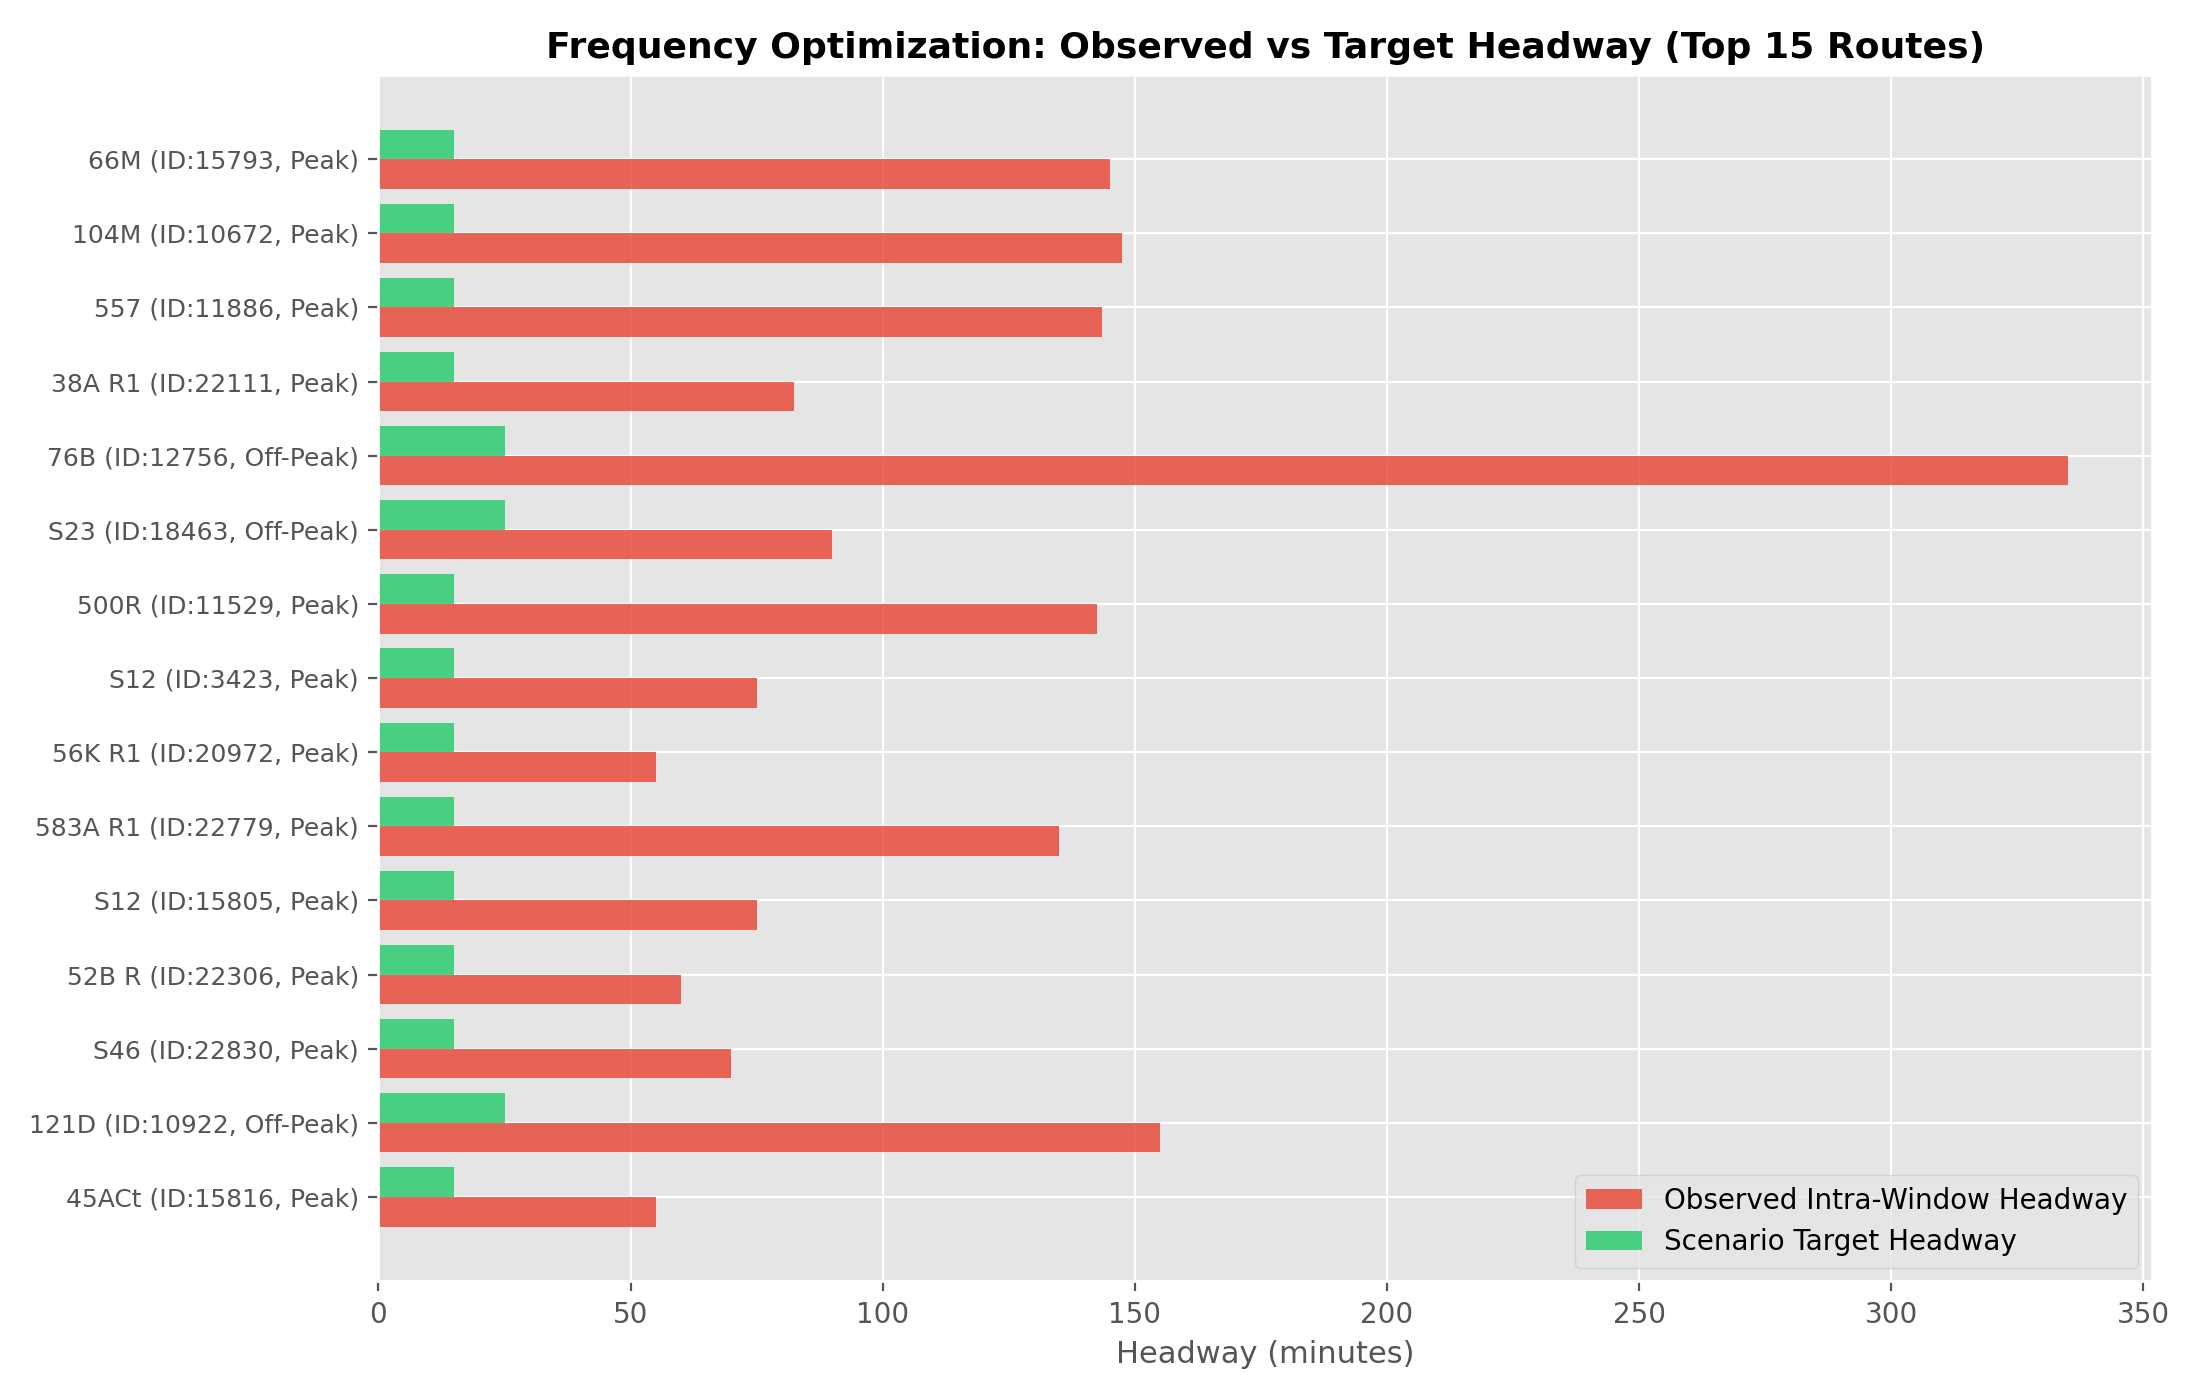 Frequency Optimization: Observed vs Target Headway (Top 15 Routes)
66M (ID:15793, Peak)
104M (ID:10672, Peak)
557 (ID:11886, Peak)
38A R1 (ID:22111, Peak)
76B (ID:12756, Off-Peak)
S23 (ID:18463, Off-Peak)
500R (ID:11529, Peak)
S12 (ID:3423, Peak)
56K R1 (ID:20972, Peak)
583A R1 (ID:22779, Peak)
S12 (ID:15805, Peak)
52B R (ID:22306, Peak)
S46 (ID:22830, Peak)
121D (ID:10922, Off-Peak)
45ACt (ID:15816, Peak)
Observed Intra-Window Headway
Scenario Target Headway
0 50 100 150 200 250 300 350
Headway (minutes)